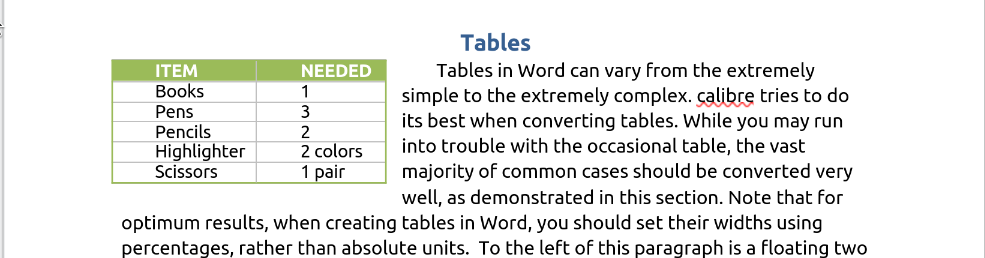 Tables
ITEM NEEDED
Books 1
Pens 3
Pencils 2
Highlighter 2 colors
Scissors 1 pair
Tables in Word can vary from the extremely
simple to the extremely complex. calibre tries to do
its best when converting tables. While you may run
into trouble with the occasional table, the vast
majority of common cases should be converted very
well, as demonstrated in this section. Note that for
optimum results, when creating tables in Word, you should set their widths using
percentages, rather than absolute units.  To the left of this paragraph is a floating two